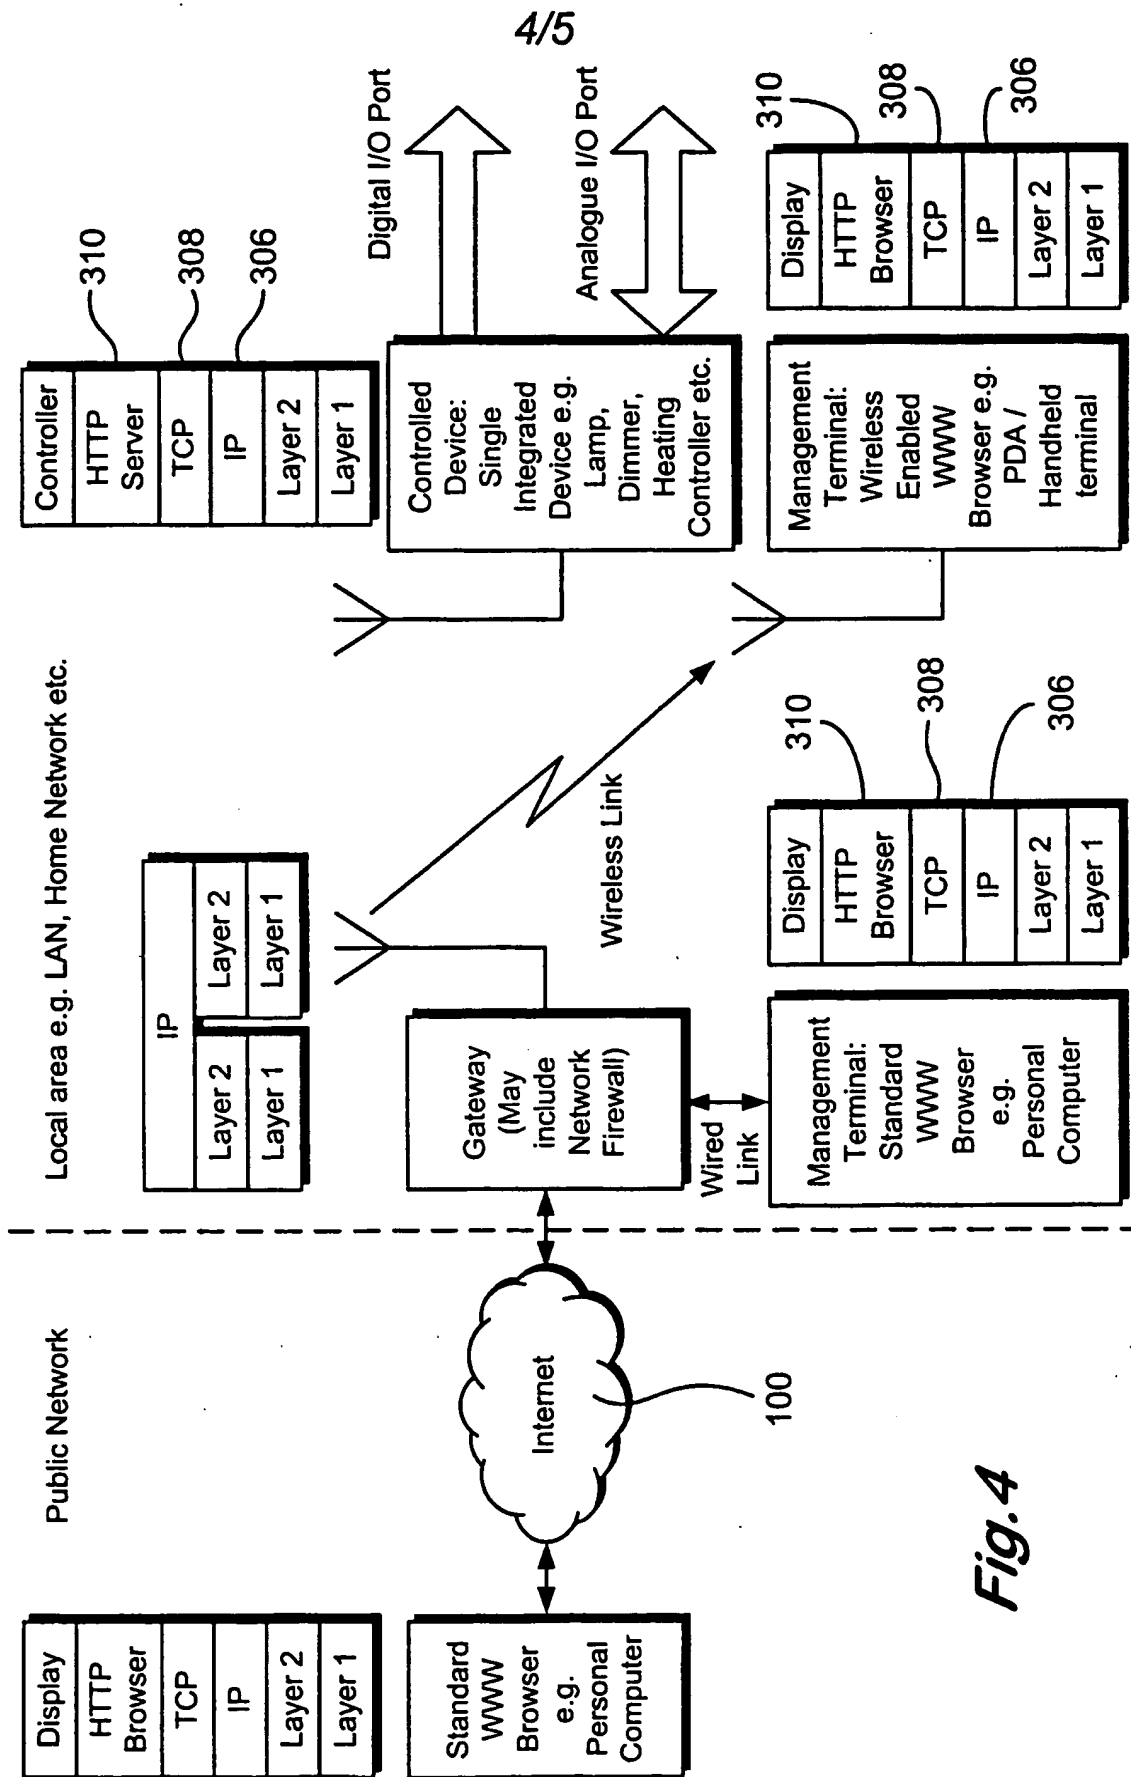 4/5
Public Network
Local area e.g. LAN, Home Network etc.
Display
HTTP
Browser
TCP
IP
Layer 2
Layer 1
Standard
WWW
Browser
e.g.
Personal
Computer
Internet
100
IP
Layer 2
Layer 2
Layer 1
Layer 1
Gateway
(May
include
Network
Firewall)
Wired
Link
Wireless Link
Management
Terminal:
Standard
WWW
Browser
e.g.
Personal
Computer
Display
HTTP
Browser
TCP
IP
Layer 2
Layer 1
310
308
306
Controller
HTTP
Server
TCP
IP
Layer 2
Layer 1
310
308
306
Controlled
Device:
Single
Integrated
Device e.g.
Lamp,
Dimmer,
Heating
Controller etc.
Digital I/O Port
Analogue I/O Port
Management
Terminal:
Wireless
Enabled
WWW
Browser e.g.
PDA /
Handheld
terminal
Display
HTTP
Browser
TCP
IP
Layer 2
Layer 1
310
308
306
Fig.4